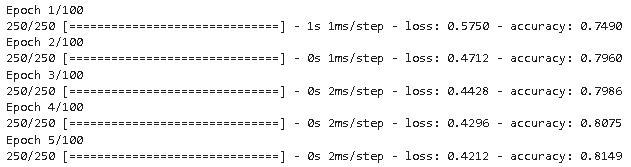 Epoch 1/100
250/250 [==============================] - 1s 1ms/step - loss: 0.5750 - accuracy: 0.7490
Epoch 2/100
250/250 [==============================] - 0s 1ms/step - loss: 0.4712 - accuracy: 0.7960
Epoch 3/100
250/250 [==============================] - 0s 2ms/step - loss: 0.4428 - accuracy: 0.7986
Epoch 4/100
250/250 [==============================] - 0s 2ms/step - loss: 0.4296 - accuracy: 0.8075
Epoch 5/100
250/250 [==============================] - 0s 2ms/step - loss: 0.4212 - accuracy: 0.8149